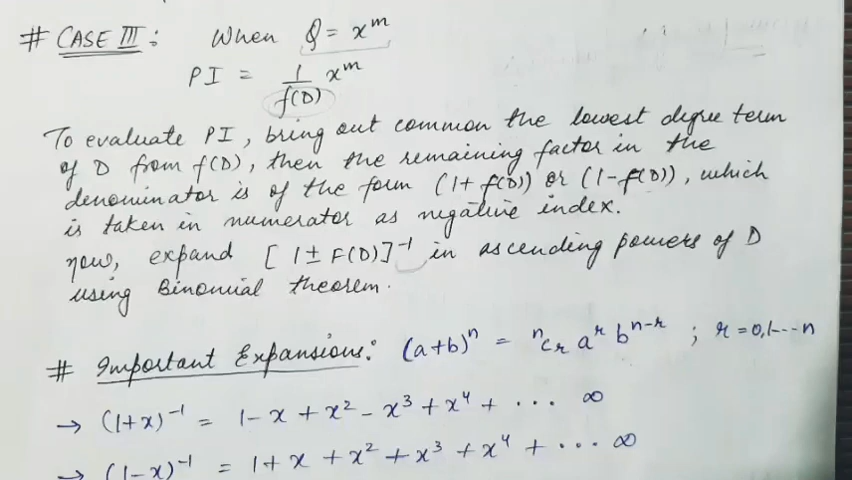 # CASE III : When Q = x^m
PI = 1/f(D) x^m
To evaluate PI, bring out common the lowest degree term
of D from f(D), then the remaining factor in the
denominator is of the form (1+ f(D)) or (1-f(D)), which
is taken in numerator as negative index.
now, expand [1 ± F(D)]^-1 in ascending powers of D
using Binomial theorem.
# Important Expansions: (a+b)^n = ^nC_r a^r b^(n-r) ; r = 0,1---n
→ (1+x)^-1 = 1 - x + x^2 - x^3 + x^4 + ... ∞
→ (1-x)^-1 = 1 + x + x^2 + x^3 + x^4 + ... ∞